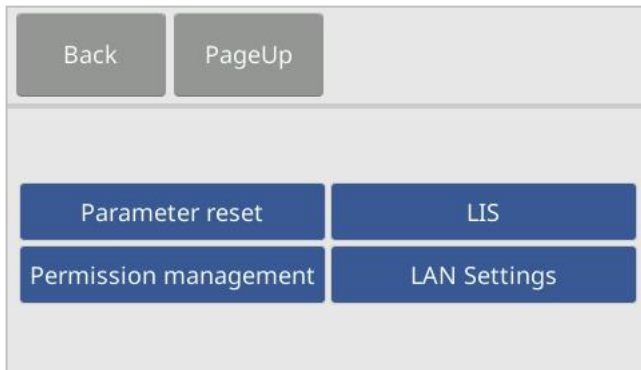 Back PageUp
Parameter reset LIS
Permission management LAN Settings